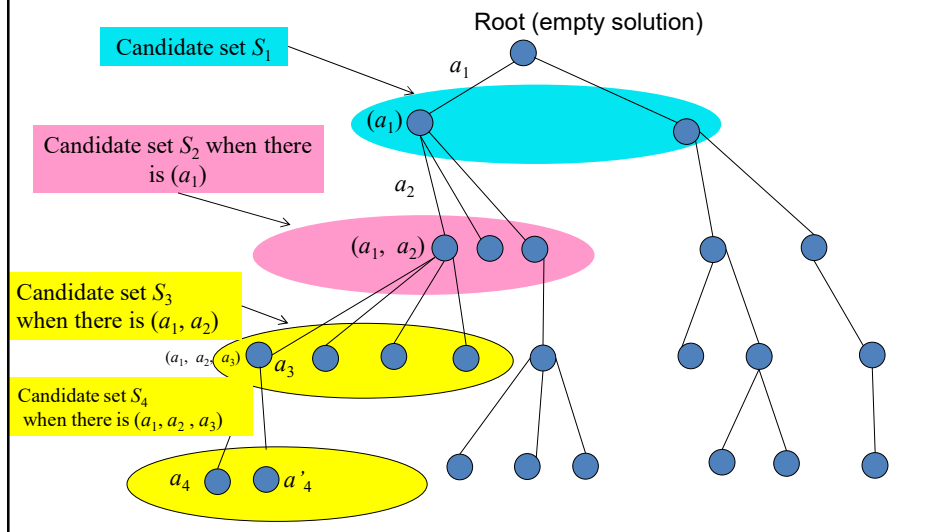 Root (empty solution)
Candidate set S₁
a₁
(a₁)
Candidate set S₂ when there
is (a₁)
a₂
(a₁, a₂)
Candidate set S₃
when there is (a₁, a₂)
(a₁, a₂, a₃)
a₃
Candidate set S₄
when there is (a₁, a₂ , a₃)
a₄
a’₄